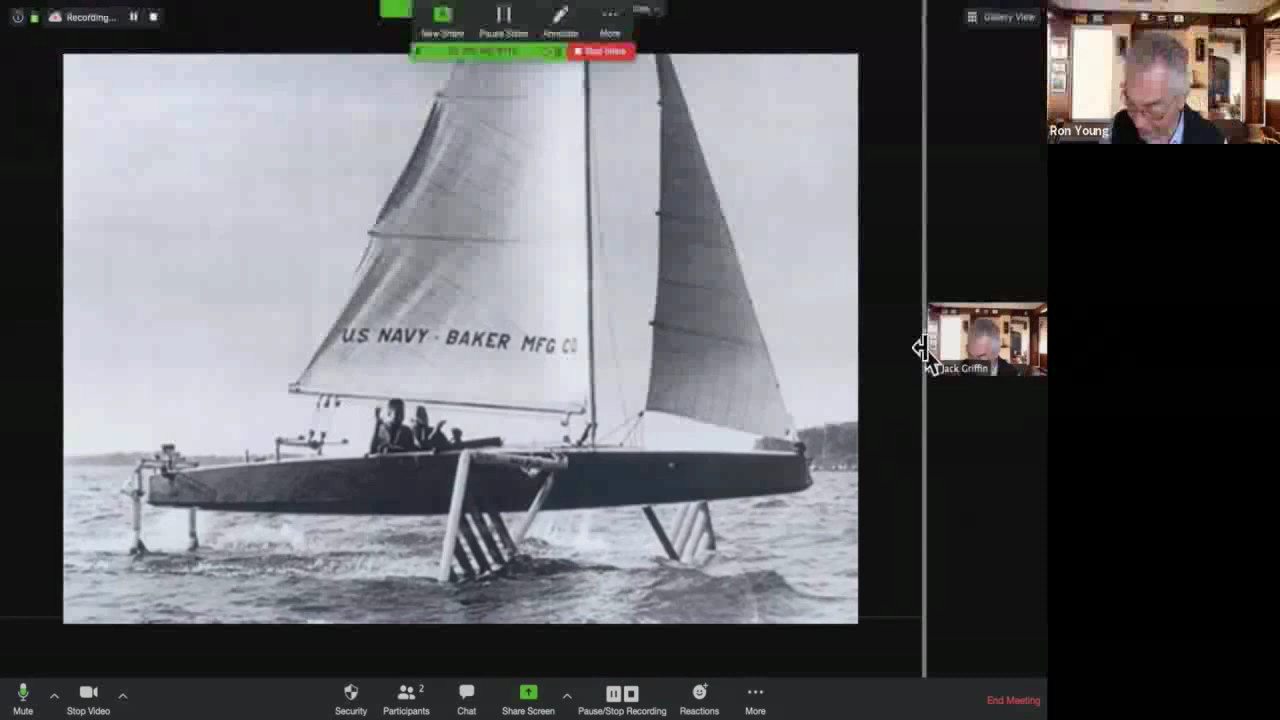 Recording...
New Share
Pause Share
Annotate
More
Stop Share
Gallery View
Ron Young
U.S NAVY - BAKER MFG CO
Jack Griffin
Mute
Stop Video
Security
Participants
2
Chat
Share Screen
Pause/Stop Recording
Reactions
More
End Meeting